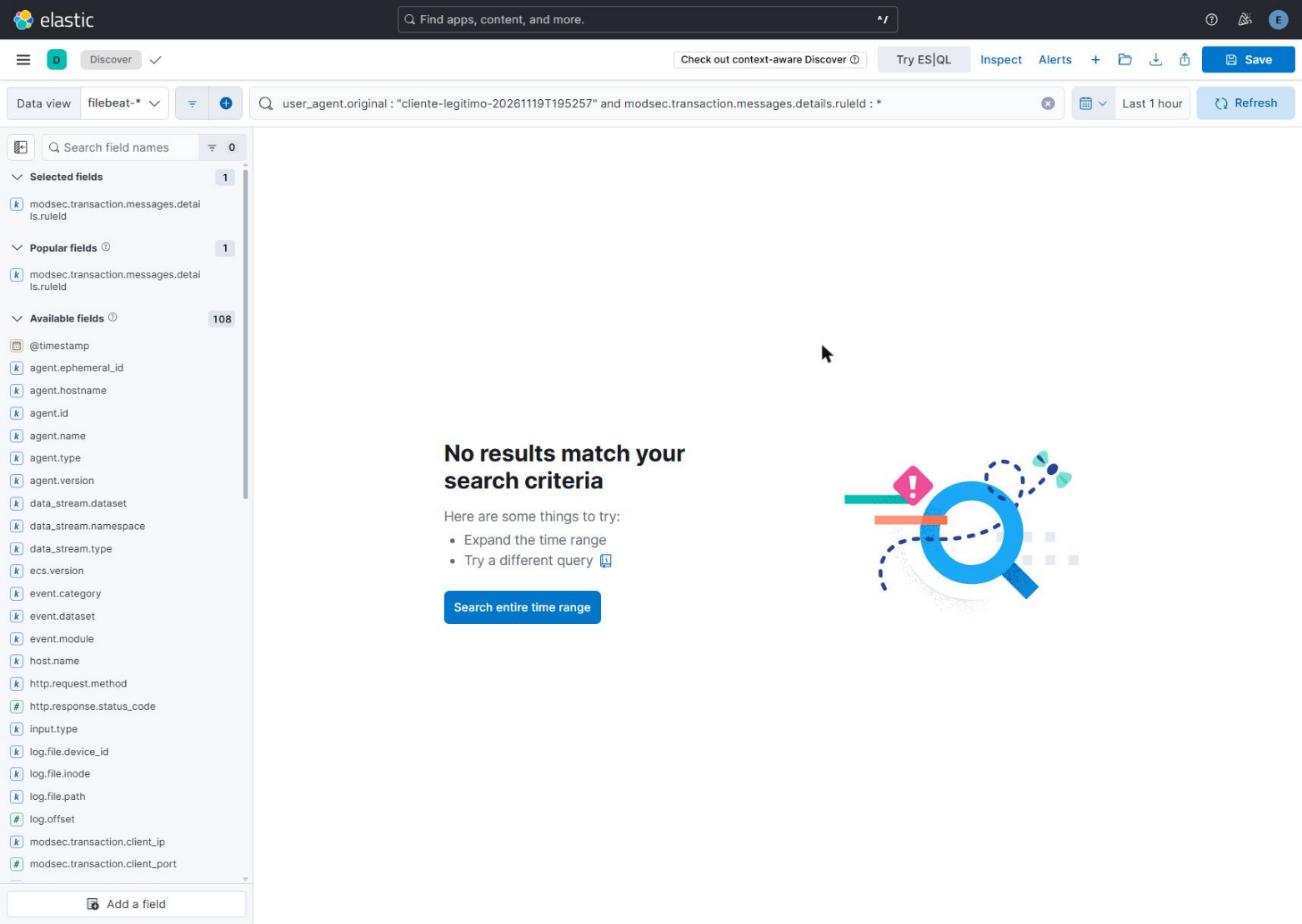 elastic
Find apps, content, and more.
^/
E
D
Discover
Check out context-aware Discover
Try ES|QL
Inspect
Alerts
Save
Data view
filebeat-*
user_agent.original : "cliente-legitimo-20261119T195257" and modsec.transaction.messages.details.ruleId : *
Last 1 hour
Refresh
Search field names
0
Selected fields
1
modsec.transaction.messages.detai
ls.ruleId
Popular fields
1
modsec.transaction.messages.detai
ls.ruleId
Available fields
108
@timestamp
k agent.ephemeral_id
k agent.hostname
k agent.id
k agent.name
k agent.type
k agent.version
k data_stream.dataset
k data_stream.namespace
k data_stream.type
k ecs.version
k event.category
k event.dataset
k event.module
k host.name
k http.request.method
# http.response.status_code
k input.type
k log.file.device_id
k log.file.inode
k log.file.path
# log.offset
k modsec.transaction.client_ip
# modsec.transaction.client_port
Add a field
No results match your
search criteria
Here are some things to try:
• Expand the time range
• Try a different query
Search entire time range